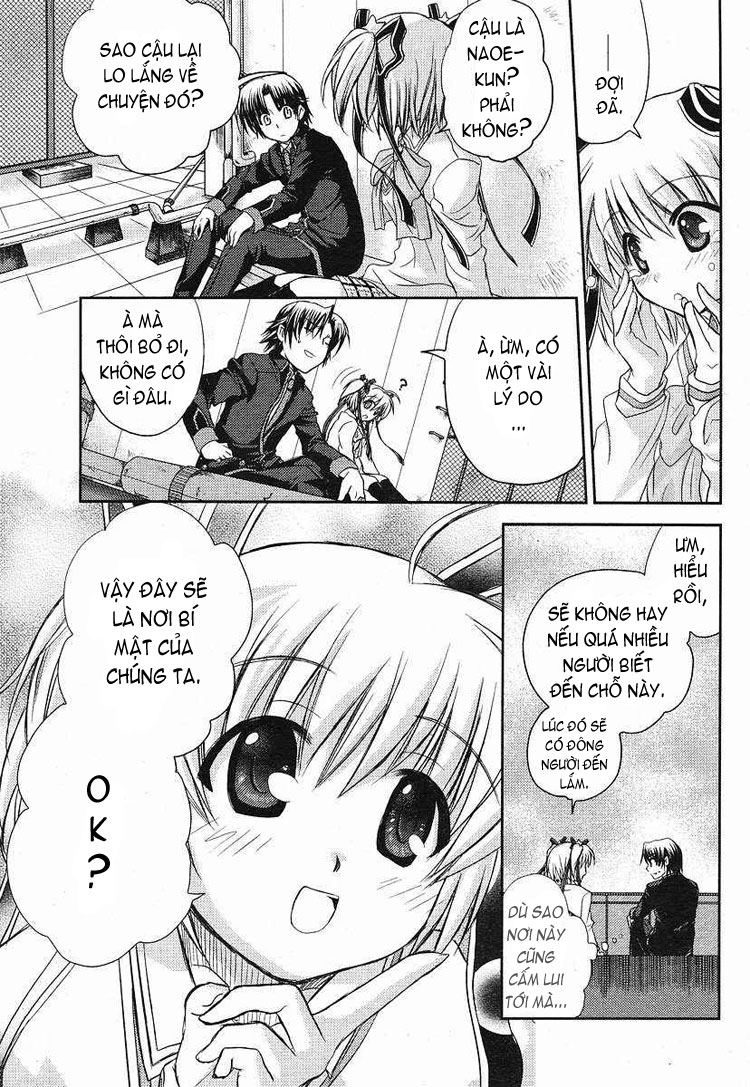 —
ĐỢI
ĐÃ.
CẬU LÀ
NAOE-
KUN?
PHẢI
KHÔNG?
SAO CẬU LẠI
LO LẮNG VỀ
CHUYỆN ĐÓ?
À, ỪM, CÓ
MỘT VÀI
LÝ DO
...
?
À MÀ
THÔI BỎ ĐI,
KHÔNG CÓ
GÌ ĐÂU.
ƯM,
HIỂU
RỒI,
SẼ KHÔNG HAY
NẾU QUÁ NHIỀU
NGƯỜI BIẾT
ĐẾN CHỖ NÀY.
LÚC ĐÓ SẼ
CÓ ĐÔNG
NGƯỜI ĐẾN
LẮM.
DÙ SAO
NƠI NÀY
CŨNG
CẤM LUI
TỚI MÀ...
VẬY ĐÂY SẼ
LÀ NƠI BÍ
MẬT CỦA
CHÚNG TA.
O
K?